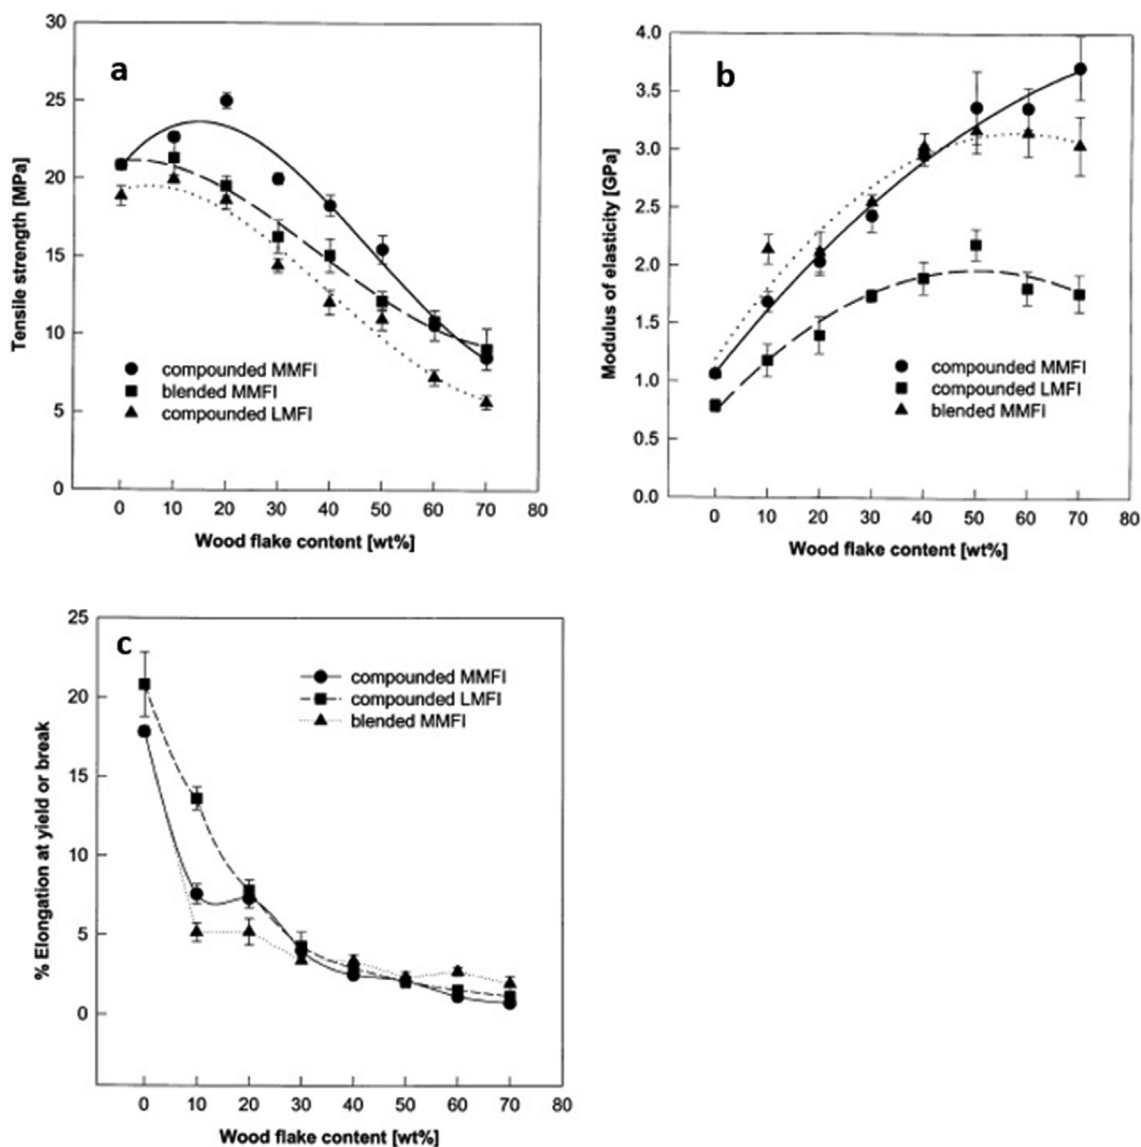 a
Tensile strength [MPa]
30
25
20
15
10
5
0
compounded MMFI
blended MMFI
compounded LMFI
0 10 20 30 40 50 60 70 80
Wood flake content [wt%]
b
Modulus of elasticity [GPa]
4.0
3.5
3.0
2.5
2.0
1.5
1.0
0.5
0.0
compounded MMFI
compounded LMFI
blended MMFI
0 10 20 30 40 50 60 70 80
Wood flake content [wt%]
c
% Elongation at yield or break
25
20
15
10
5
0
compounded MMFI
compounded LMFI
blended MMFI
0 10 20 30 40 50 60 70 80
Wood flake content [wt%]